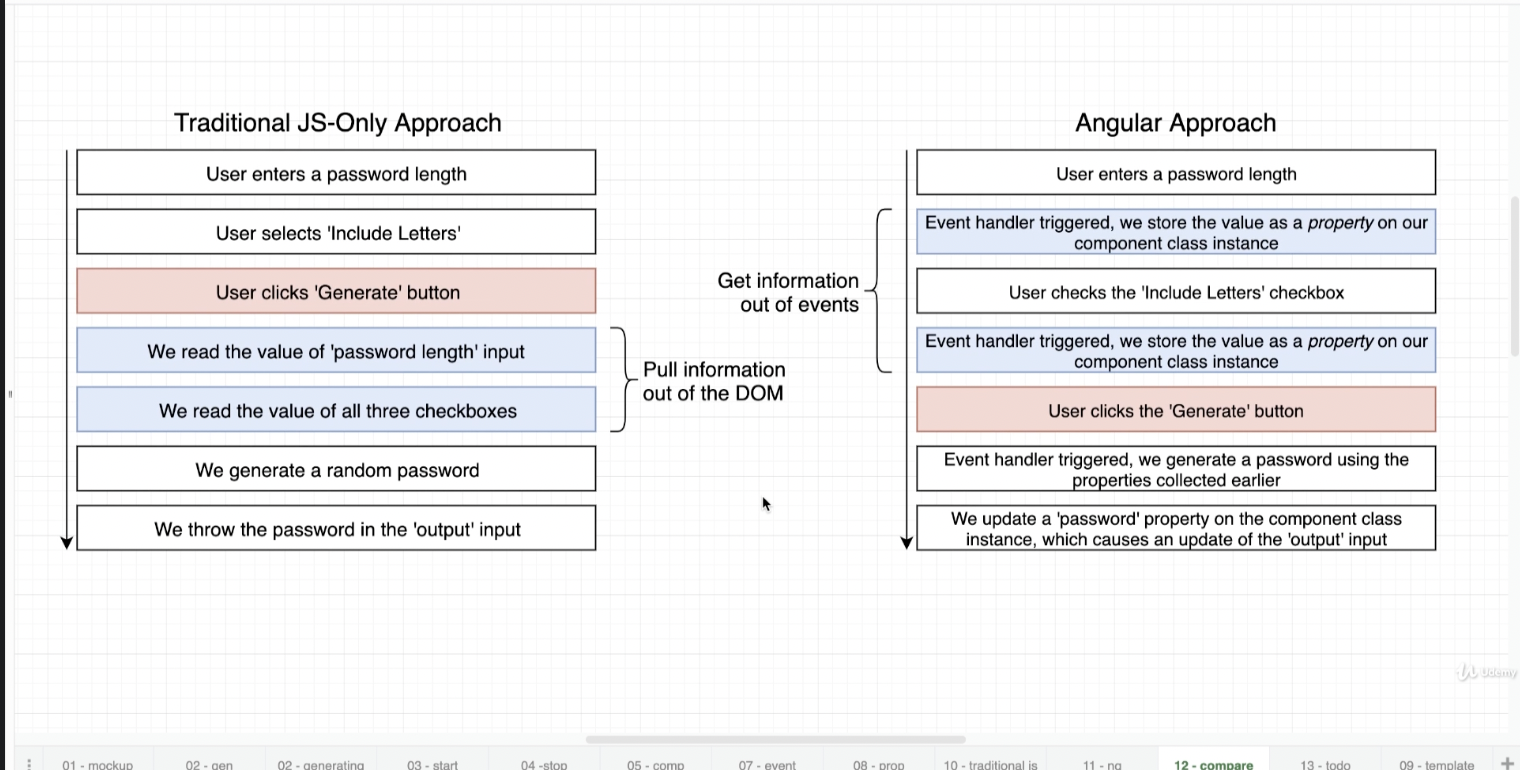 Traditional JS-Only Approach
User enters a password length
User selects 'Include Letters'
User clicks 'Generate' button
We read the value of 'password length' input
We read the value of all three checkboxes
We generate a random password
We throw the password in the 'output' input
Pull information
out of the DOM
Angular Approach
User enters a password length
Event handler triggered, we store the value as a property on our
component class instance
User checks the 'Include Letters' checkbox
Event handler triggered, we store the value as a property on our
component class instance
User clicks the 'Generate' button
Event handler triggered, we generate a password using the
properties collected earlier
We update a 'password' property on the component class
instance, which causes an update of the 'output' input
Get information
out of events
Udemy
01 - mockup
02 - gen
02 - generating
03 - start
04 -stop
05 - comp
07 - event
08 - prop
10 - traditional js
11 - ng
12 - compare
13 - todo
09 - template